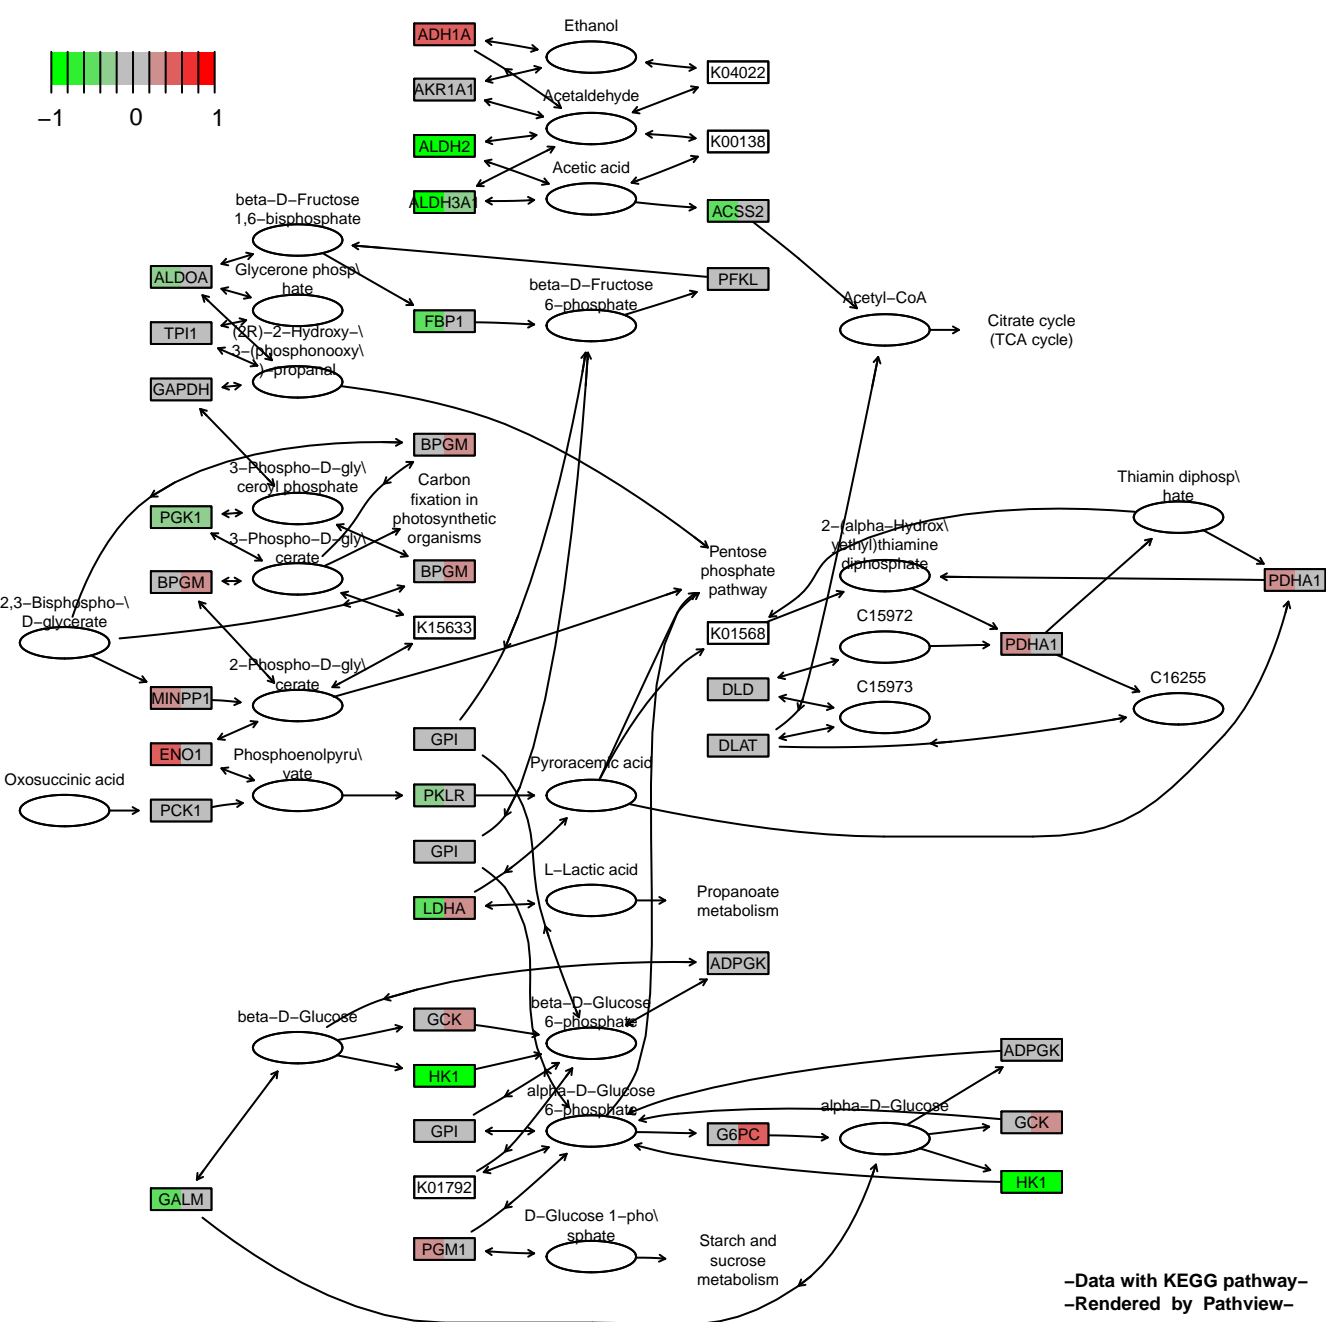 −1
0
1
ADH1A
Ethanol
K04022
AKR1A1
Acetaldehyde
ALDH2
K00138
Acetic acid
ALDH3A1
ACSS2
beta−D−Fructose
1,6−bisphosphate
ALDOA
Glycerone phosp\
hate
PFKL
beta−D−Fructose
6−phosphate
Acetyl−CoA
TPI1
(2R)−2−Hydroxy−\
3−(phosphonooxy\
)−propanal
FBP1
Citrate cycle
(TCA cycle)
GAPDH
BPGM
3−Phospho−D−gly\
ceroyl phosphate
Carbon
fixation in
photosynthetic
organisms
Thiamin diphosp\
hate
PGK1
3−Phospho−D−gly\
cerate
2−(alpha−Hydrox\
yethyl)thiamine
diphosphate
Pentose
phosphate
pathway
BPGM
BPGM
PDHA1
2,3−Bisphospho−\
D−glycerate
K15633
K01568
C15972
PDHA1
2−Phospho−D−gly\
cerate
MINPP1
DLD
C15973
C16255
ENO1
GPI
DLAT
Oxosuccinic acid
Phosphoenolpyru\
vate
Pyroracemic acid
PCK1
PKLR
GPI
L−Lactic acid
LDHA
Propanoate
metabolism
ADPGK
beta−D−Glucose
GCK
beta−D−Glucose
6−phosphate
ADPGK
HK1
alpha−D−Glucose
6−phosphate
alpha−D−Glucose
GPI
G6PC
GCK
K01792
HK1
GALM
D−Glucose 1−pho\
sphate
PGM1
Starch and
sucrose
metabolism
−Data with KEGG pathway−
−Rendered by Pathview−